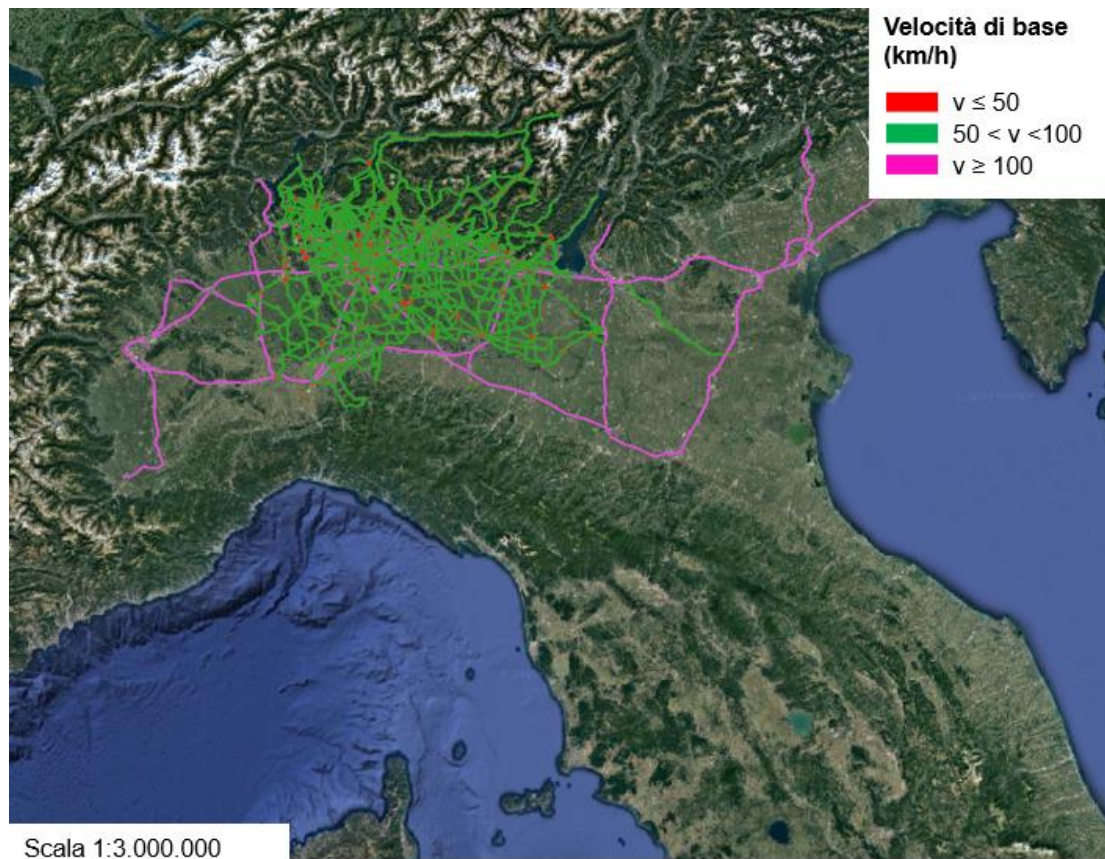 Velocità di base
(km/h)
v ≤ 50
50 < v <100
v ≥ 100
Scala 1:3.000.000